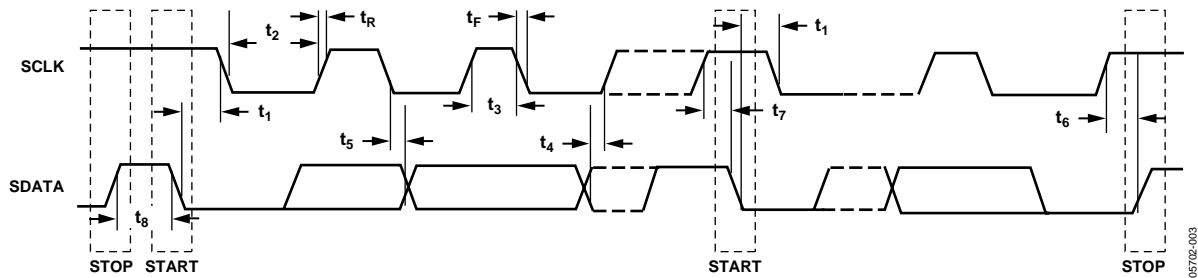 SCLK
t2
tR
tF
t1
t1
t3
t7
t6
t5
t4
SDATA
t8
STOP
START
START
STOP
05702-003